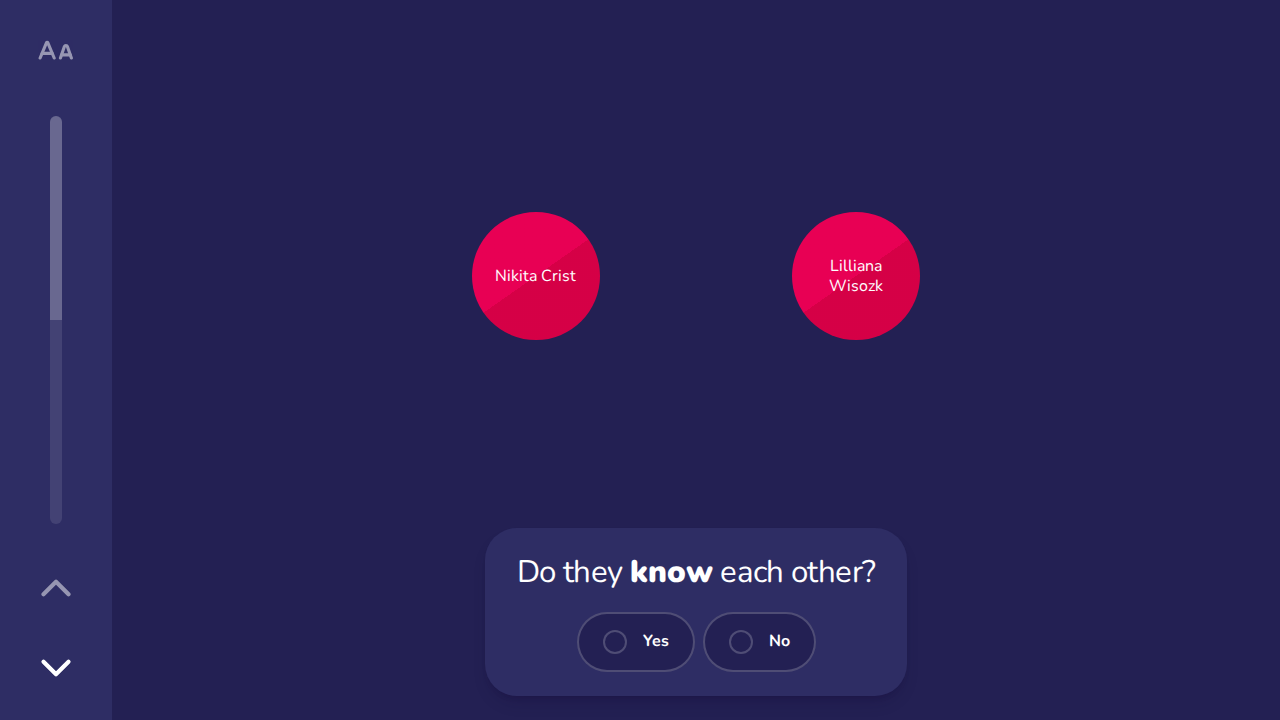 AA
Nikita Crist
Lilliana
Wisozk
Do they know each other?
Yes
No